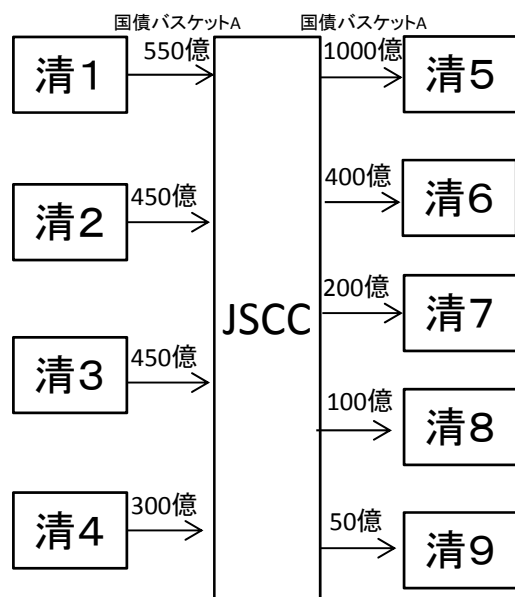 国債バスケットA 国債バスケットA
清１ 550億 1000億 清５
清２ 450億 400億 清６
200億 清７
JSCC
清３ 450億
100億 清８
清４ 300億 50億 清９